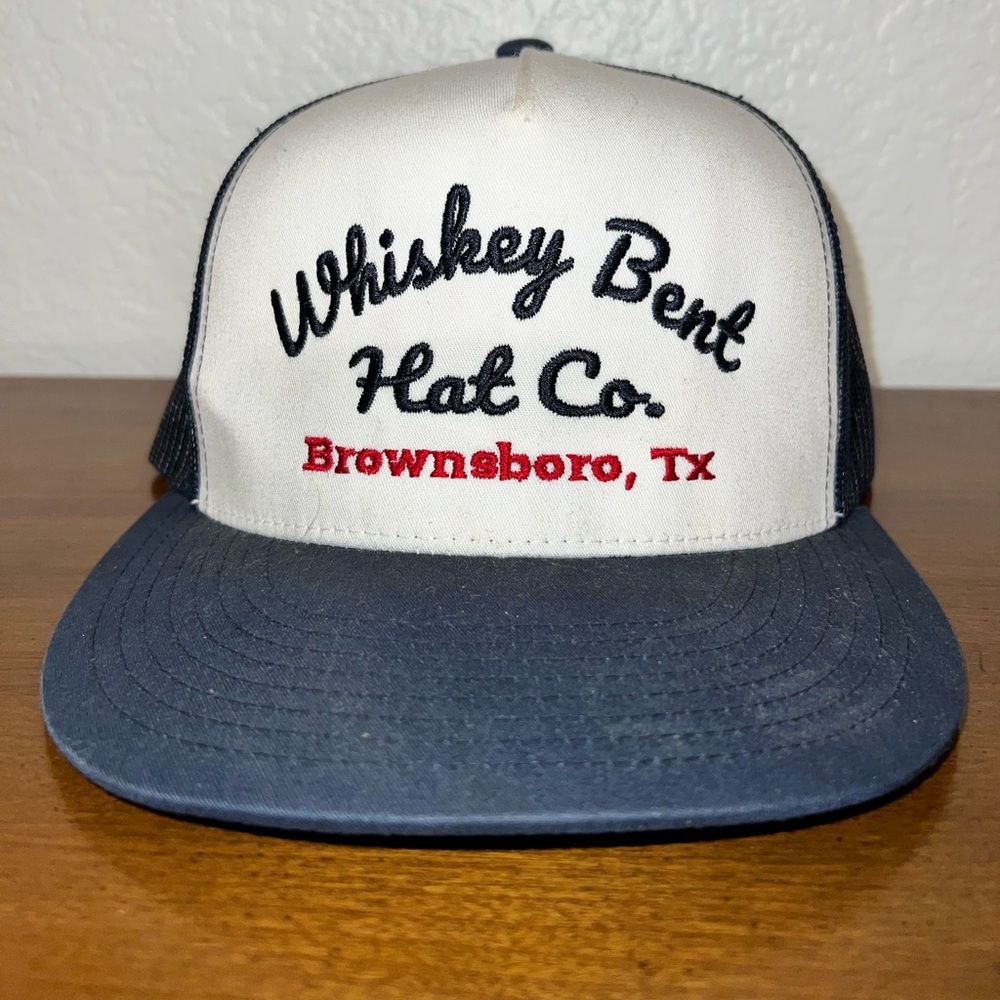 Whiskey Bent
Hat Co.
Brownsboro, Tx